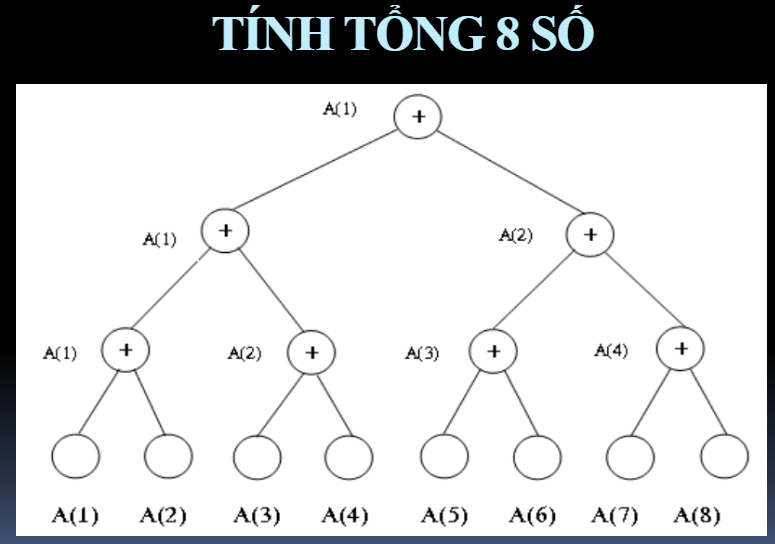 TÍNH TỔNG 8 SỐ
A(1) +
A(1) + A(2) +
A(1) + A(2) + A(3) + A(4) +
A(1) A(2) A(3) A(4) A(5) A(6) A(7) A(8)